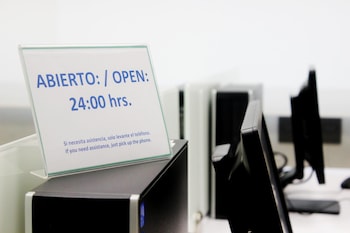 ABIERTO: / OPEN:
24:00 hrs.
Si necesita asistencia, solo levante el teléfono.
If you need assistance, just pick up the phone.